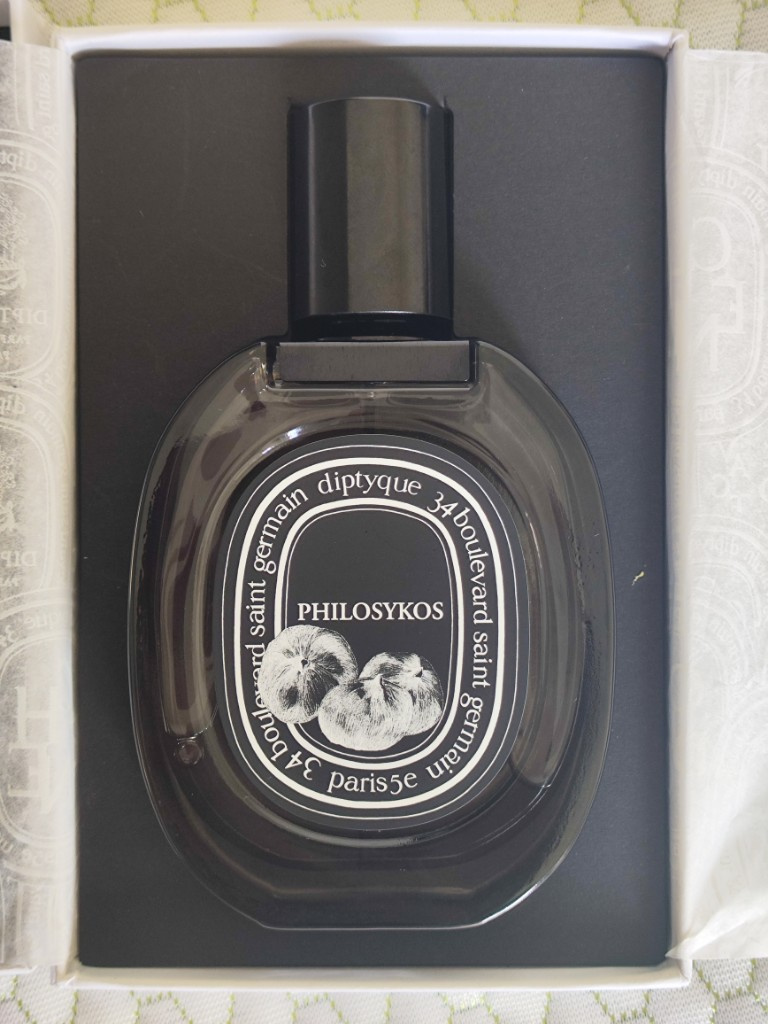 diptyque 34 boulevard saint germain
paris 5e
34 boulevard saint germain
PHILOSYKOS